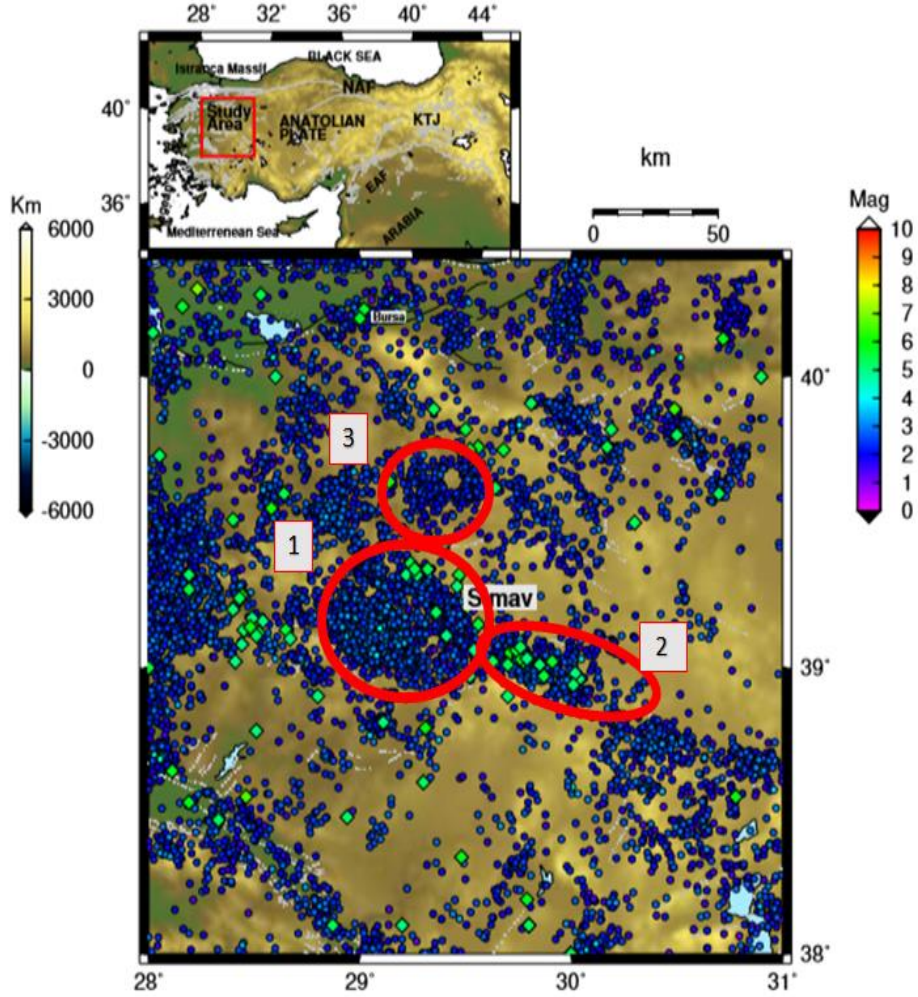 28° 32° 36° 40° 44°
BLACK SEA
Istranca Massif
NAF
40°
Study
Area
ANATOLIAN
PLATE
KTJ
EAF
36°
ARABIA
Mediterranean Sea
km
0 50
Km
6000
3000
0
-3000
-6000
Mag
10
9
8
7
6
5
4
3
2
1
0
Bursa
40°
3
1
Simav
2
39°
38°
28° 29° 30° 31°